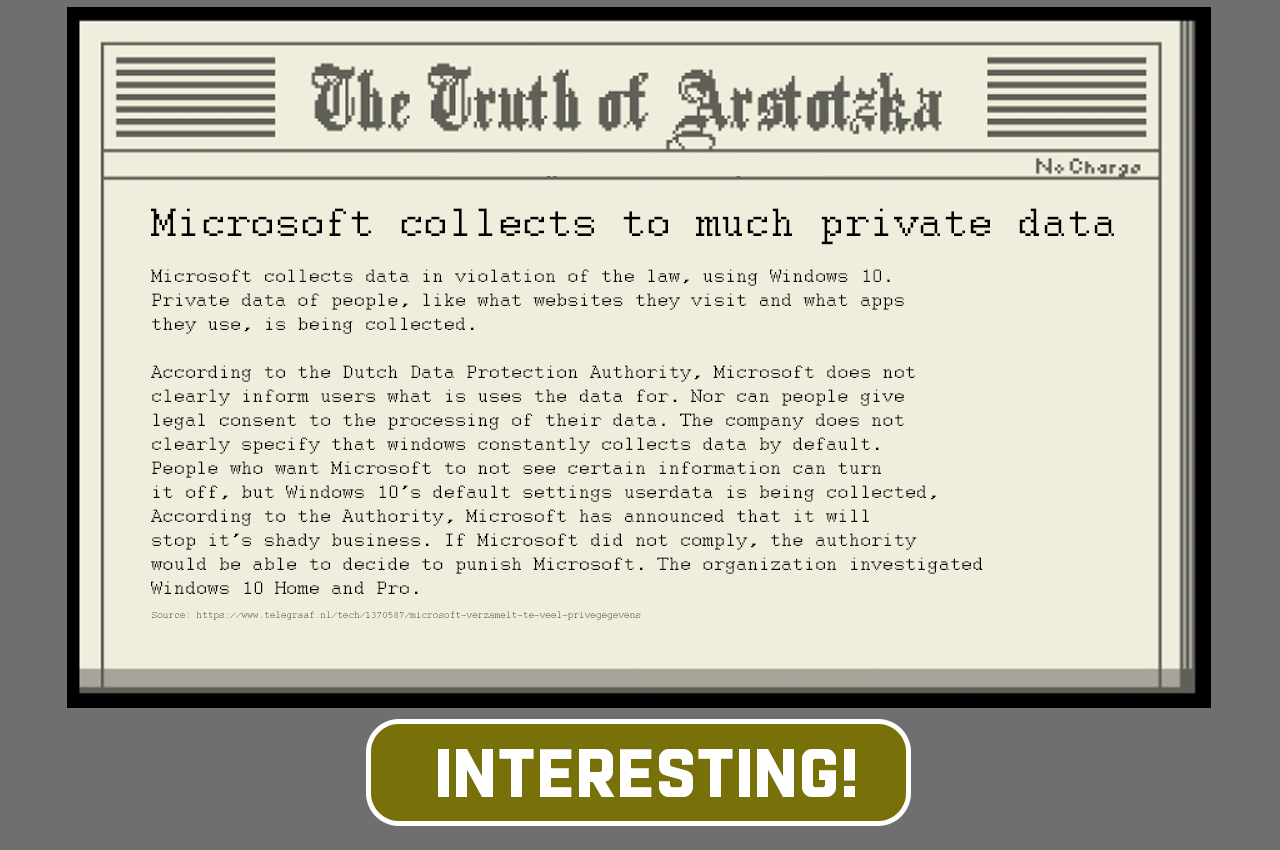 The Truth of Arstotzka
No Charge
Microsoft collects to much private data
Microsoft collects data in violation of the law, using Windows 10.
Private data of people, like what websites they visit and what apps
they use, is being collected.
According to the Dutch Data Protection Authority, Microsoft does not
clearly inform users what is uses the data for. Nor can people give
legal consent to the processing of their data. The company does not
clearly specify that windows constantly collects data by default.
People who want Microsoft to not see certain information can turn
it off, but Windows 10's default settings userdata is being collected,
According to the Authority, Microsoft has announced that it will
stop it's shady business. If Microsoft did not comply, the authority
would be able to decide to punish Microsoft. The organization investigated
Windows 10 Home and Pro.
Source: https://www.telegraaf.nl/tech/1370587/microsoft-verzamelt-te-veel-privegegevens
INTERESTING!